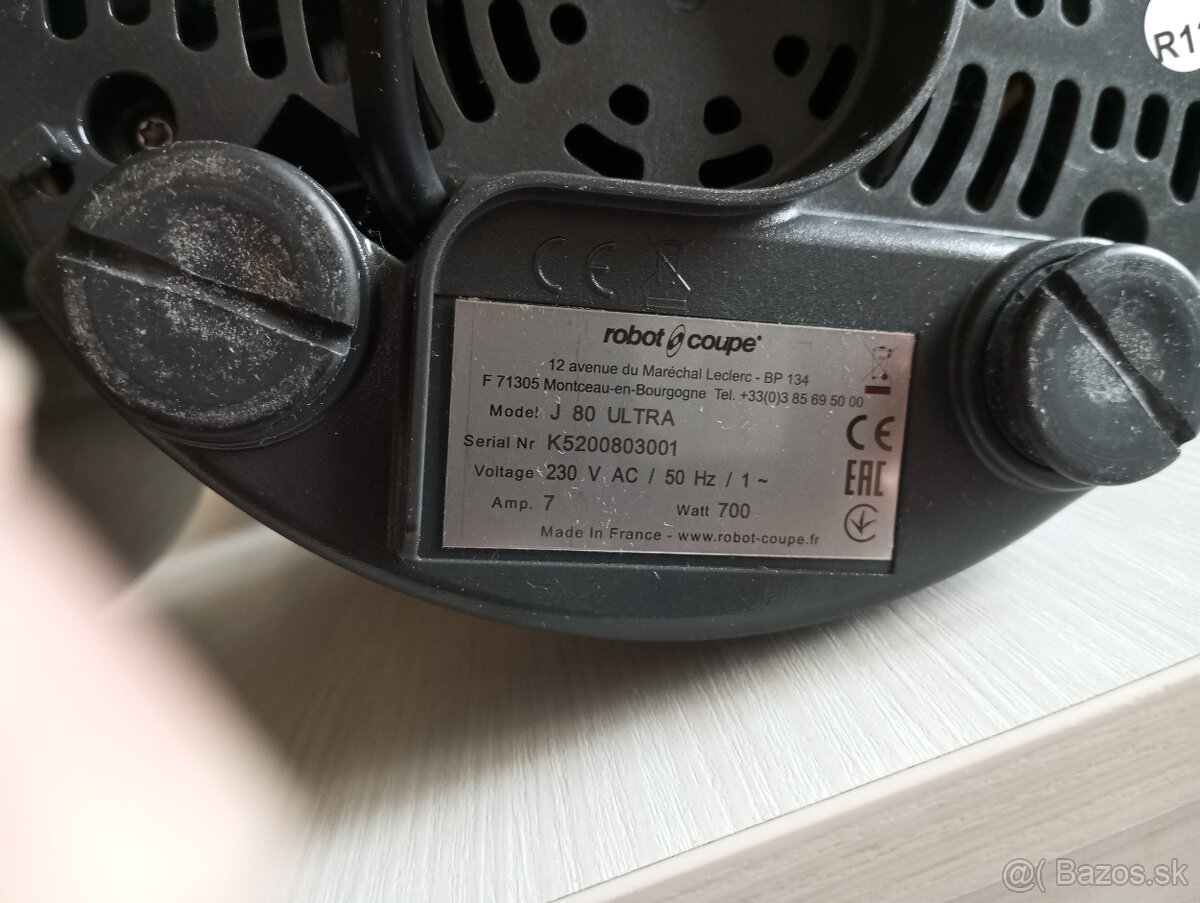 R11
CE
robot coupe®
12 avenue du Maréchal Leclerc - BP 134
F 71305 Montceau-en-Bourgogne Tel. +33(0)3 85 69 50 00
Model J 80 ULTRA
Serial Nr K5200803001
Voltage 230 V AC / 50 Hz / 1 ~
Amp. 7 Watt 700
Made In France - www.robot-coupe.fr
CE
EAC
@( Bazos.sk